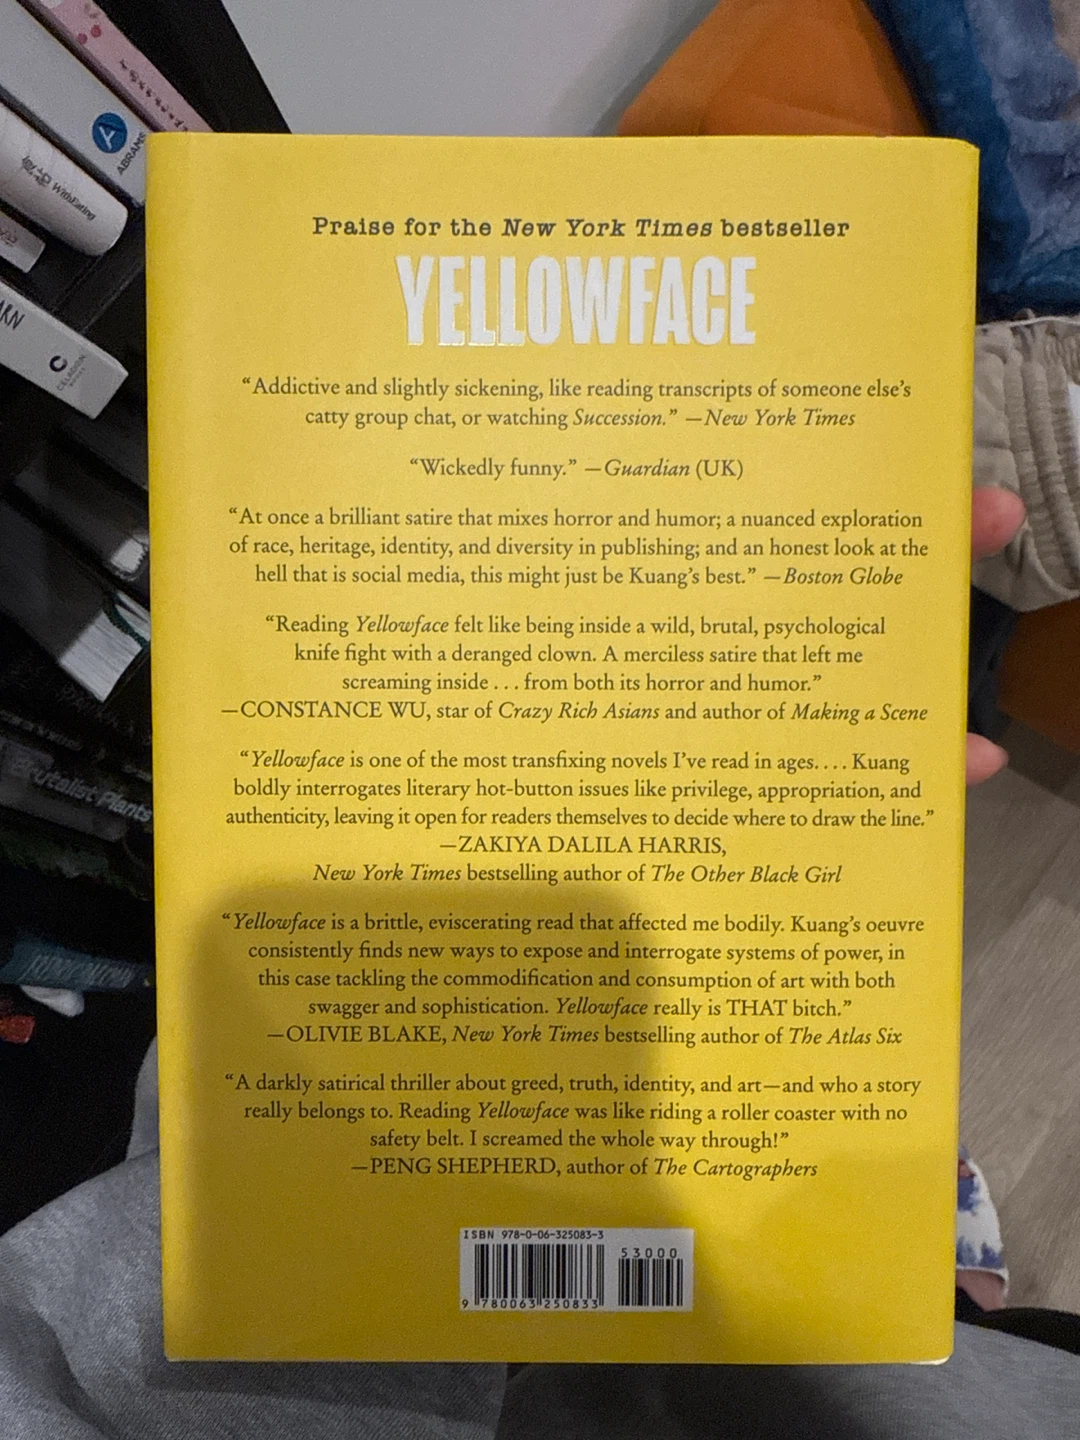 Praise for the New York Times bestseller
YELLOWFACE
“Addictive and slightly sickening, like reading transcripts of someone else’s
catty group chat, or watching Succession.” —New York Times
“Wickedly funny.” —Guardian (UK)
“At once a brilliant satire that mixes horror and humor; a nuanced exploration
of race, heritage, identity, and diversity in publishing; and an honest look at the
hell that is social media, this might just be Kuang’s best.” —Boston Globe
“Reading Yellowface felt like being inside a wild, brutal, psychological
knife fight with a deranged clown. A merciless satire that left me
screaming inside . . . from both its horror and humor.”
—CONSTANCE WU, star of Crazy Rich Asians and author of Making a Scene
“Yellowface is one of the most transfixing novels I’ve read in ages. . . . Kuang
boldly interrogates literary hot-button issues like privilege, appropriation, and
authenticity, leaving it open for readers themselves to decide where to draw the line.”
—ZAKIYA DALILA HARRIS,
New York Times bestselling author of The Other Black Girl
“Yellowface is a brittle, eviscerating read that affected me bodily. Kuang’s oeuvre
consistently finds new ways to expose and interrogate systems of power, in
this case tackling the commodification and consumption of art with both
swagger and sophistication. Yellowface really is THAT bitch.”
—OLIVIE BLAKE, New York Times bestselling author of The Atlas Six
“A darkly satirical thriller about greed, truth, identity, and art—and who a story
really belongs to. Reading Yellowface was like riding a roller coaster with no
safety belt. I screamed the whole way through!”
—PENG SHEPHERD, author of The Cartographers
ISBN 978-0-06-325083-3
53000
9 780063 250833
ABRAMS
WithEating
CELADON
Brutalist Plants